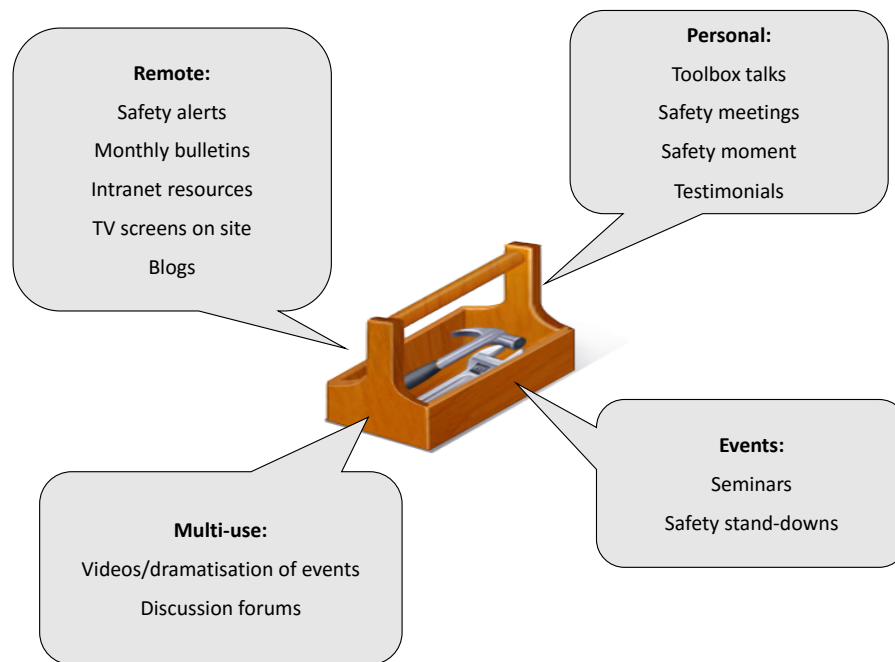 Remote:
Safety alerts
Monthly bulletins
Intranet resources
TV screens on site
Blogs
Personal:
Toolbox talks
Safety meetings
Safety moment
Testimonials
Multi-use:
Videos/dramatisation of events
Discussion forums
Events:
Seminars
Safety stand-downs